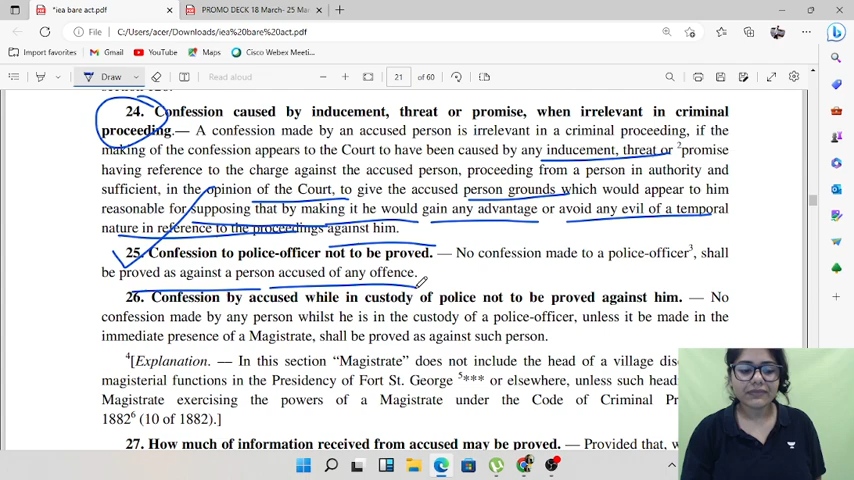 *iea bare act.pdf
PROMO DECK 18 March- 25 Mar
File
C:/Users/acer/Downloads/iea%20bare%20act.pdf
Import favorites
Gmail
YouTube
Maps
Cisco Webex Meeting...
Draw
Read aloud
21 of 60
24. Confession caused by inducement, threat or promise, when irrelevant in criminal
proceeding.— A confession made by an accused person is irrelevant in a criminal proceeding, if the
making of the confession appears to the Court to have been caused by any inducement, threat or 2promise
having reference to the charge against the accused person, proceeding from a person in authority and
sufficient, in the opinion of the Court, to give the accused person grounds which would appear to him
reasonable for supposing that by making it he would gain any advantage or avoid any evil of a temporal
nature in reference to the proceedings against him.
25. Confession to police-officer not to be proved. — No confession made to a police-officer3, shall
be proved as against a person accused of any offence.
26. Confession by accused while in custody of police not to be proved against him. — No
confession made by any person whilst he is in the custody of a police-officer, unless it be made in the
immediate presence of a Magistrate, shall be proved as against such person.
4[Explanation. — In this section “Magistrate” does not include the head of a village
magisterial functions in the Presidency of Fort St. George 5*** or elsewhere, unless such
Magistrate exercising the powers of a Magistrate under the Code of Criminal
18826 (10 of 1882).]
27. How much of information received from accused may be proved. — Provided that,